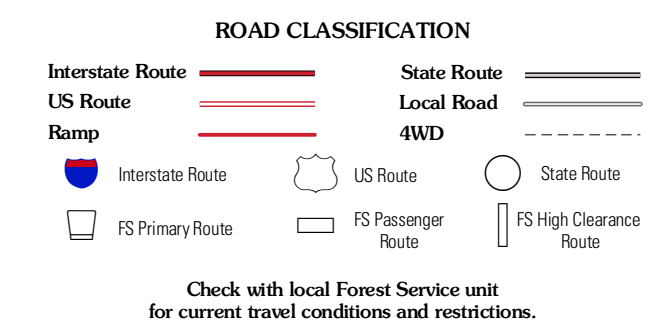 ROAD CLASSIFICATION
Interstate Route
State Route
US Route
Local Road
Ramp
4WD
Interstate Route
US Route
State Route
FS Primary Route
FS Passenger
Route
FS High Clearance
Route
Check with local Forest Service unit
for current travel conditions and restrictions.